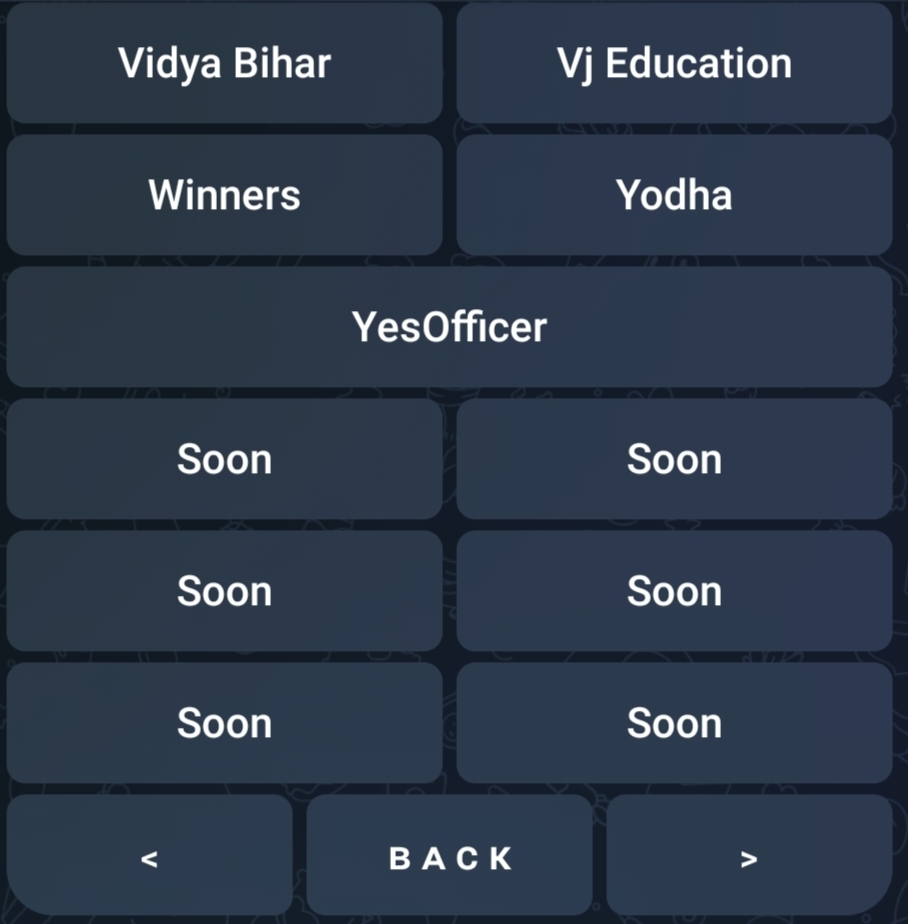 Vidya Bihar
Vj Education
Winners
Yodha
YesOfficer
Soon
Soon
Soon
Soon
Soon
Soon
<
B A C K
>